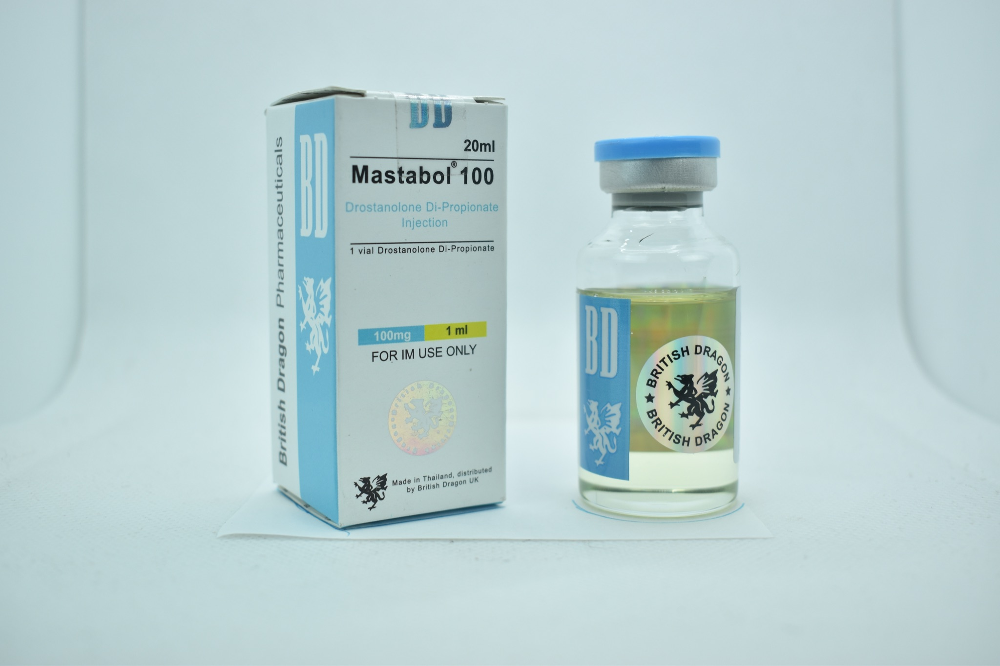 British Dragon Pharmaceuticals
BD
BD
20ml
Mastabol® 100
Drostanolone Di-Propionate
Injection
1 vial Drostanolone Di-Propionate
100mg 1 ml
FOR IM USE ONLY
Made in Thailand, distributed
by British Dragon UK
BD
BRITISH DRAGON
BRITISH DRAGON